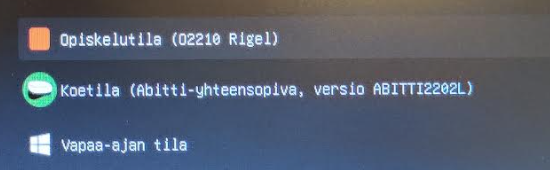 Opiskelutila (O2210 Rigel)
Koetila (Abitti-yhteensopiva, versio ABITTI2202L)
Vapaa-ajan tila